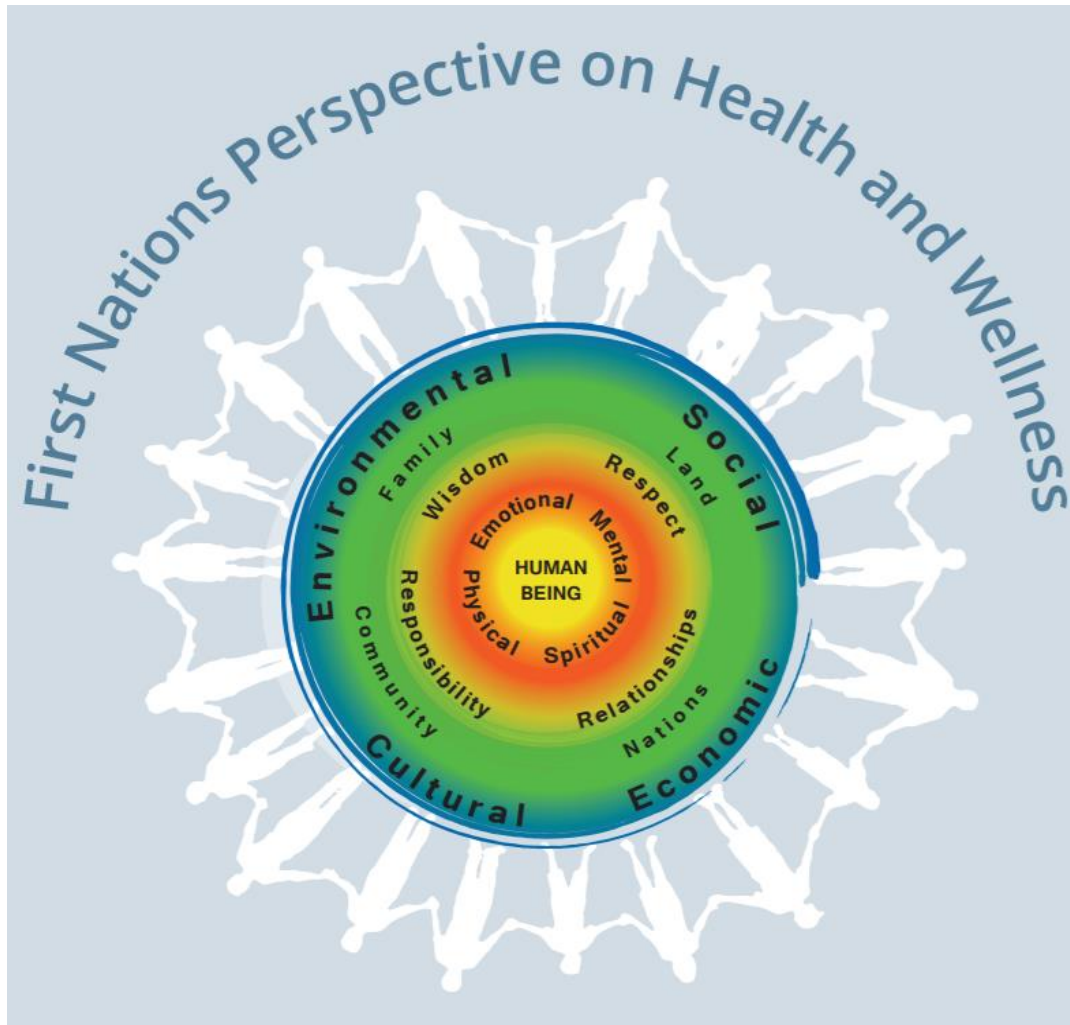 First Nations Perspective on Health and Wellness
Environmental
Social
Economic
Cultural
Family
Land
Nations
Community
Wisdom
Respect
Relationships
Responsibility
Emotional
Mental
Spiritual
Physical
HUMAN
BEING